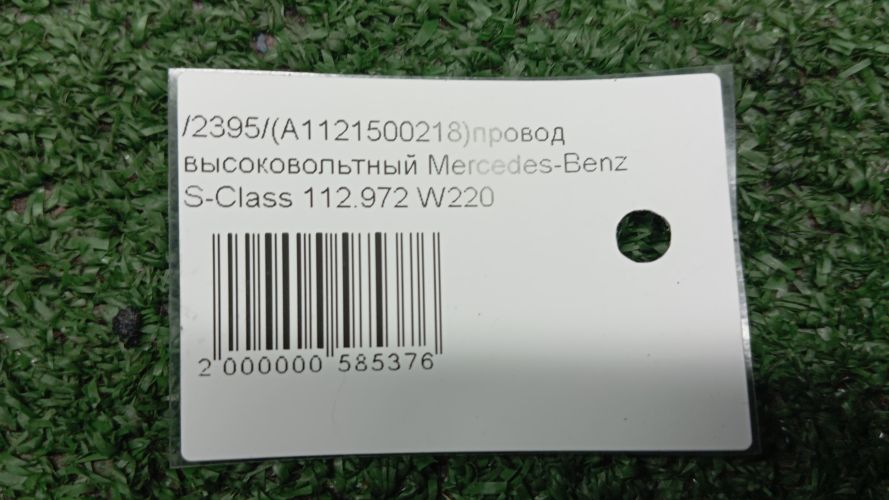 /2395/(A1121500218)провод
высоковольтный Mercedes-Benz
S-Class 112.972 W220
2 000000 585376